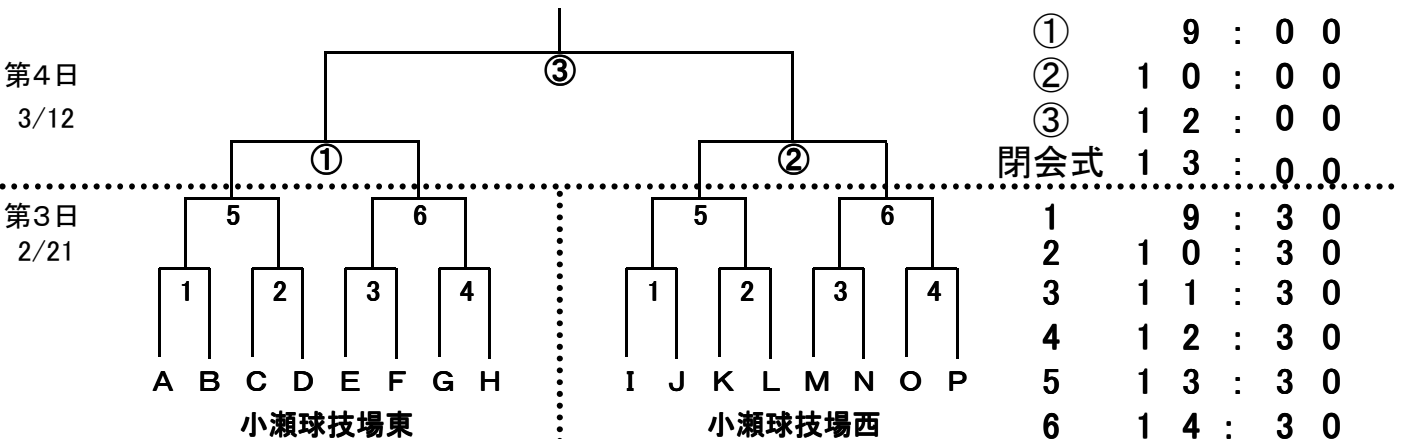 ① 9:00
第4日 ③ ② 10:00
3/12 ③ 12:00
① ② 閉会式 13:00
第3日 5 6 5 6 1 9:30
2/21 2 10:30
1 2 3 4 1 2 3 4 3 11:30
4 12:30
A B C D E F G H I J K L M N O P 5 13:30
小瀬球技場東 小瀬球技場西 6 14:30